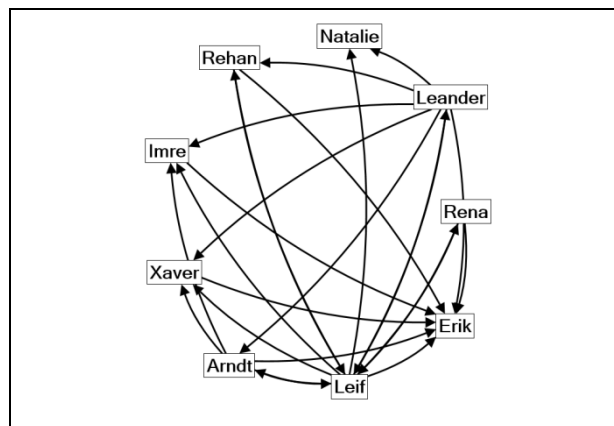 Natalie
Rehan
Leander
Imre
Rena
Xaver
Erik
Arndt
Leif